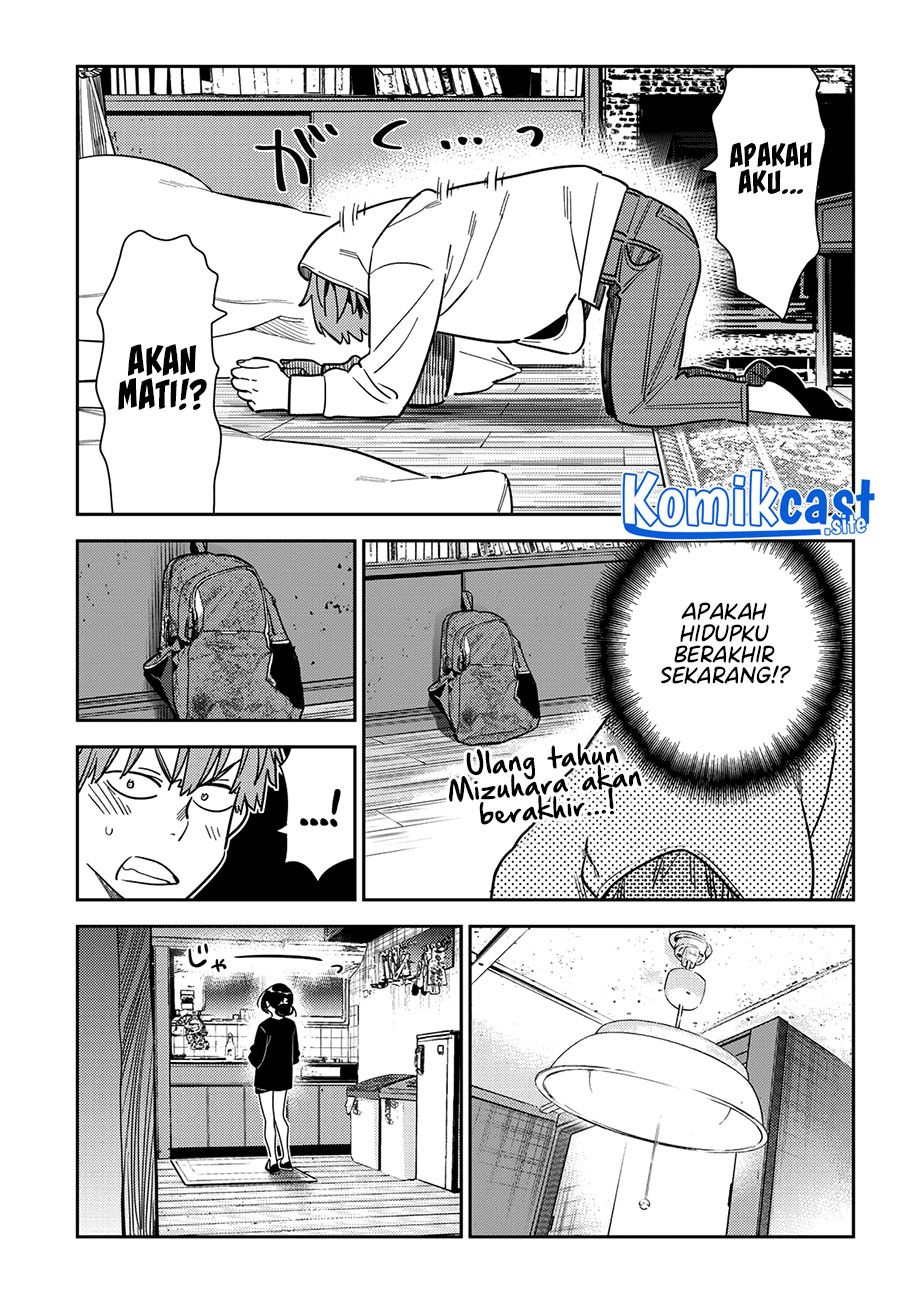 APAKAH
AKU...
がく…っ
AKAN
MATI!?
Komikcast
.site
APAKAH
HIDUPKU
BERAKHIR
SEKARANG!?
Ulang tahun
Mizuhara akan
berakhir...!
....!
じゃーっ